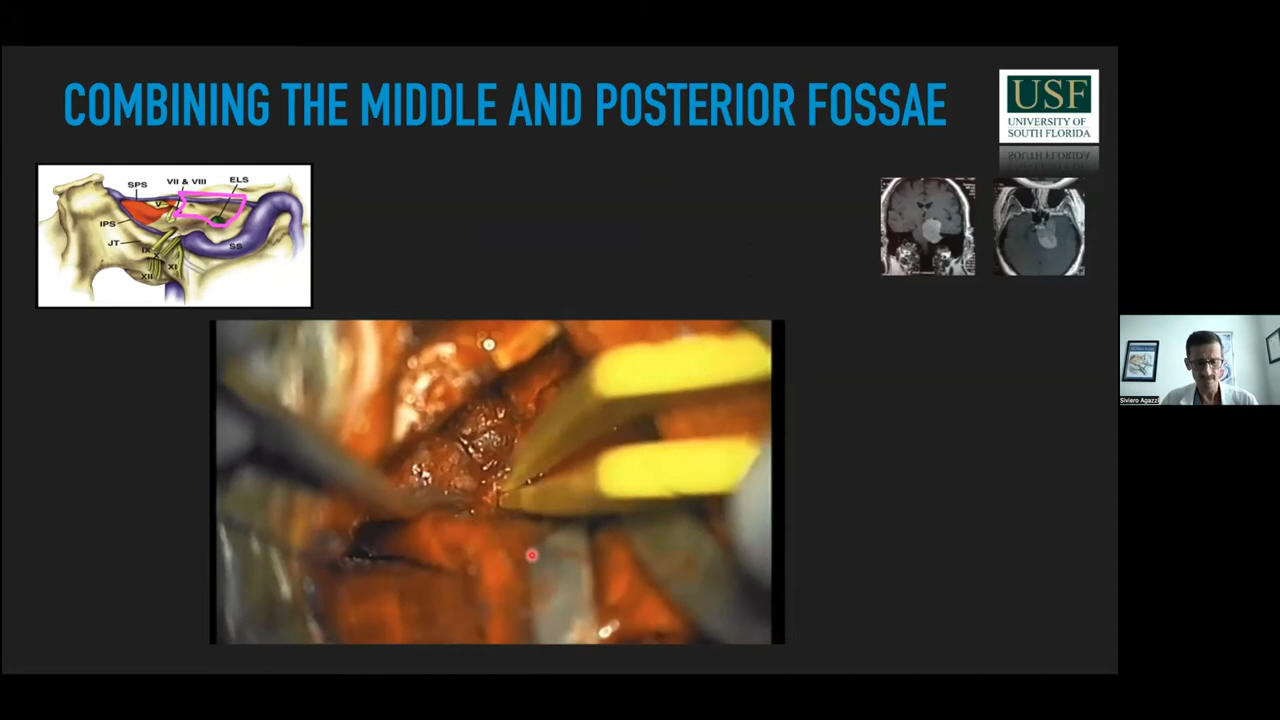 COMBINING THE MIDDLE AND POSTERIOR FOSSAE
USF
UNIVERSITY OF
SOUTH FLORIDA
SPS
VII & VIII
ELS
V
IPS
JT
IX
X
SS
XI
XII
Siviero Agazzi